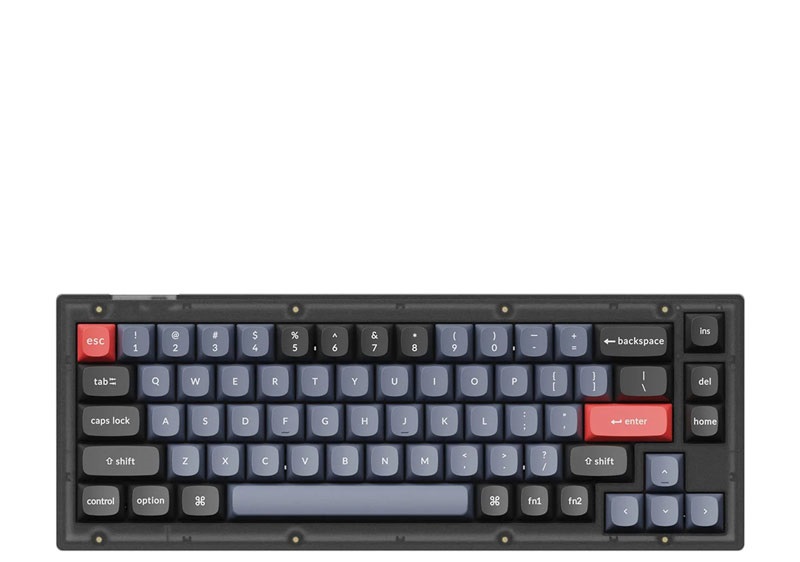 esc ! 1 @ 2 # 3 $ 4 % 5 ^ 6 & 7 * 8 ( 9 ) 0 — - + = ← backspace ins
tab Q W E R T Y U I O P { [ } ] | \ del
caps lock A S D F G H J K L : ; " ' ↵ enter home
⇧ shift Z X C V B N M < , > . ? / ⇧ shift ^
control option ⌘ ⌘ fn1 fn2 < ⌄ >